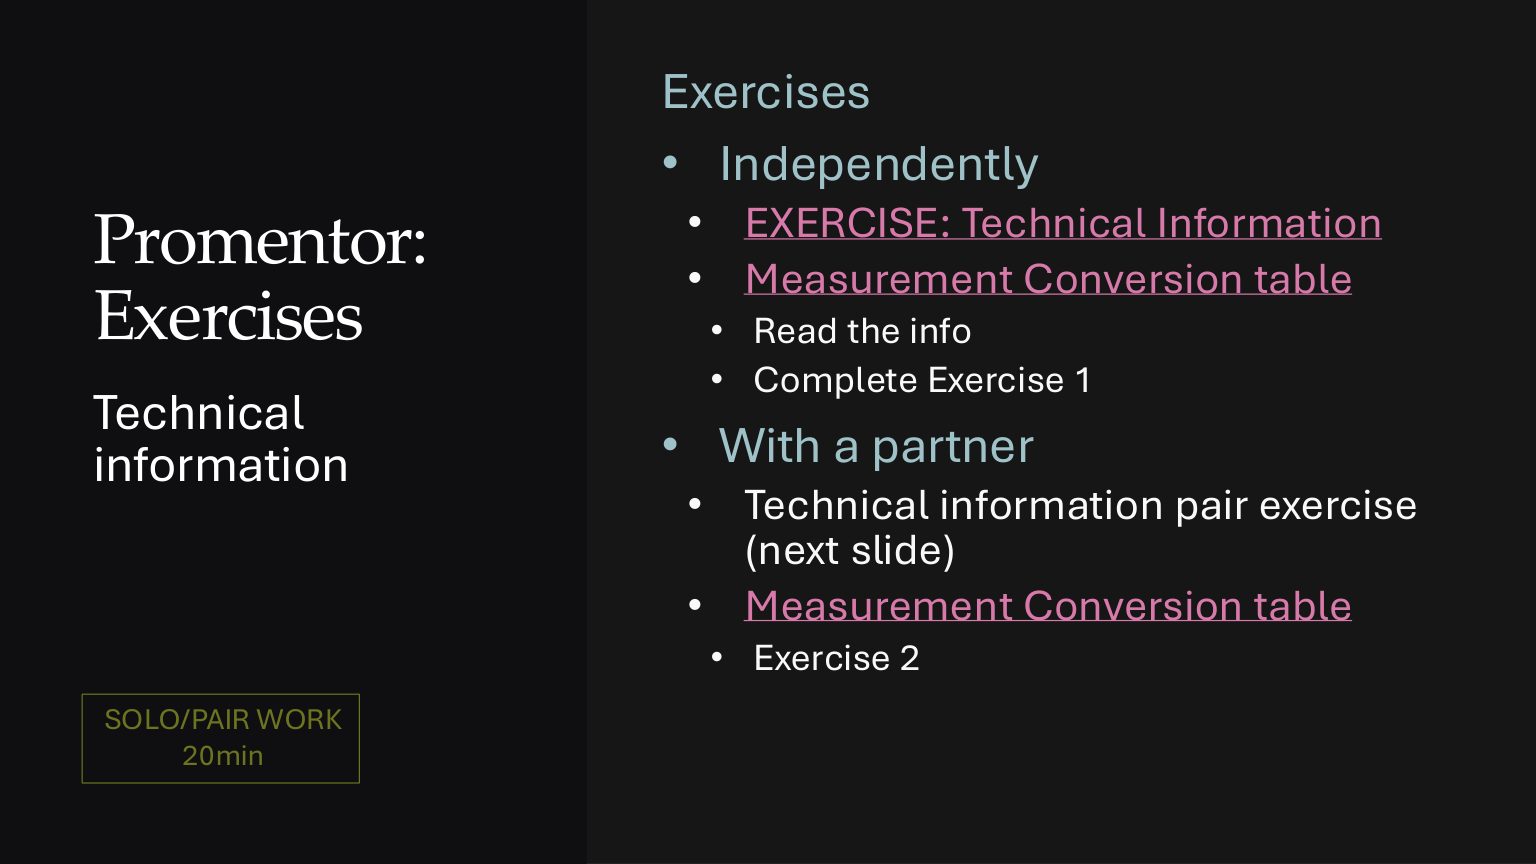 Promentor:
Exercises
Technical
information
SOLO/PAIR WORK
20min
Exercises
• Independently
• EXERCISE: Technical Information
• Measurement Conversion table
• Read the info
• Complete Exercise 1
• With a partner
• Technical information pair exercise
(next slide)
• Measurement Conversion table
• Exercise 2